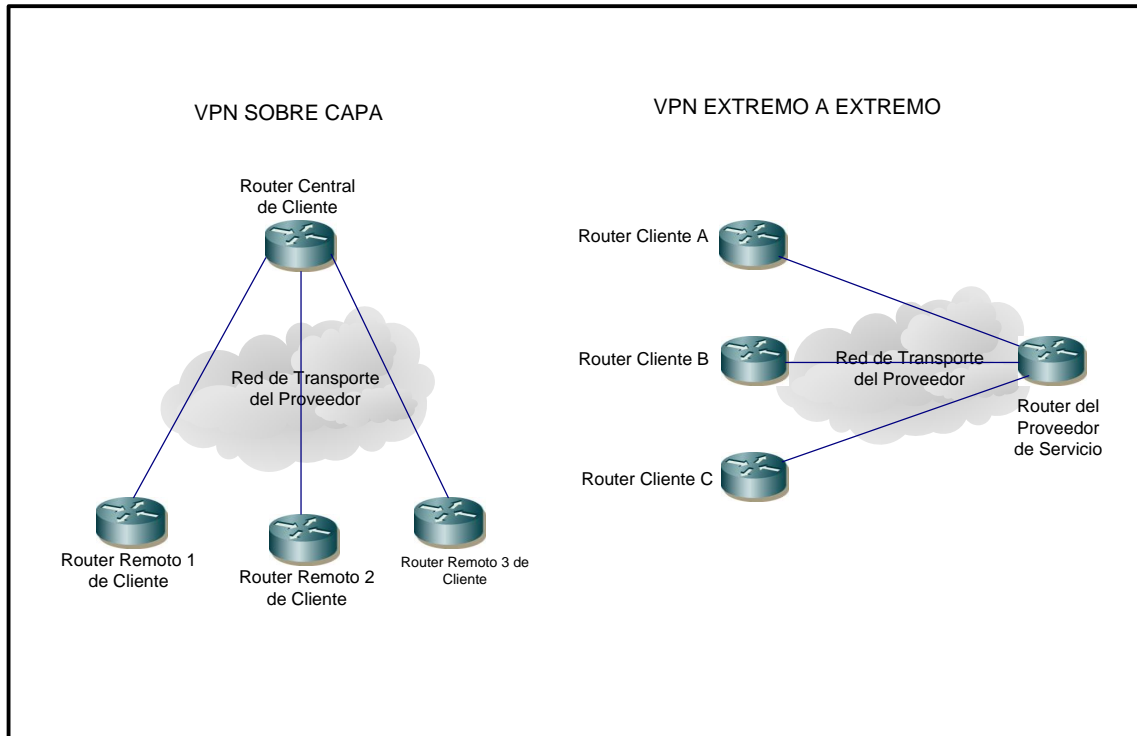 VPN SOBRE CAPA
Router Central
de Cliente
Red de Transporte
del Proveedor
Router Remoto 1
de Cliente
Router Remoto 2
de Cliente
Router Remoto 3 de
Cliente
VPN EXTREMO A EXTREMO
Router Cliente A
Router Cliente B
Router Cliente C
Red de Transporte
del Proveedor
Router del
Proveedor
de Servicio